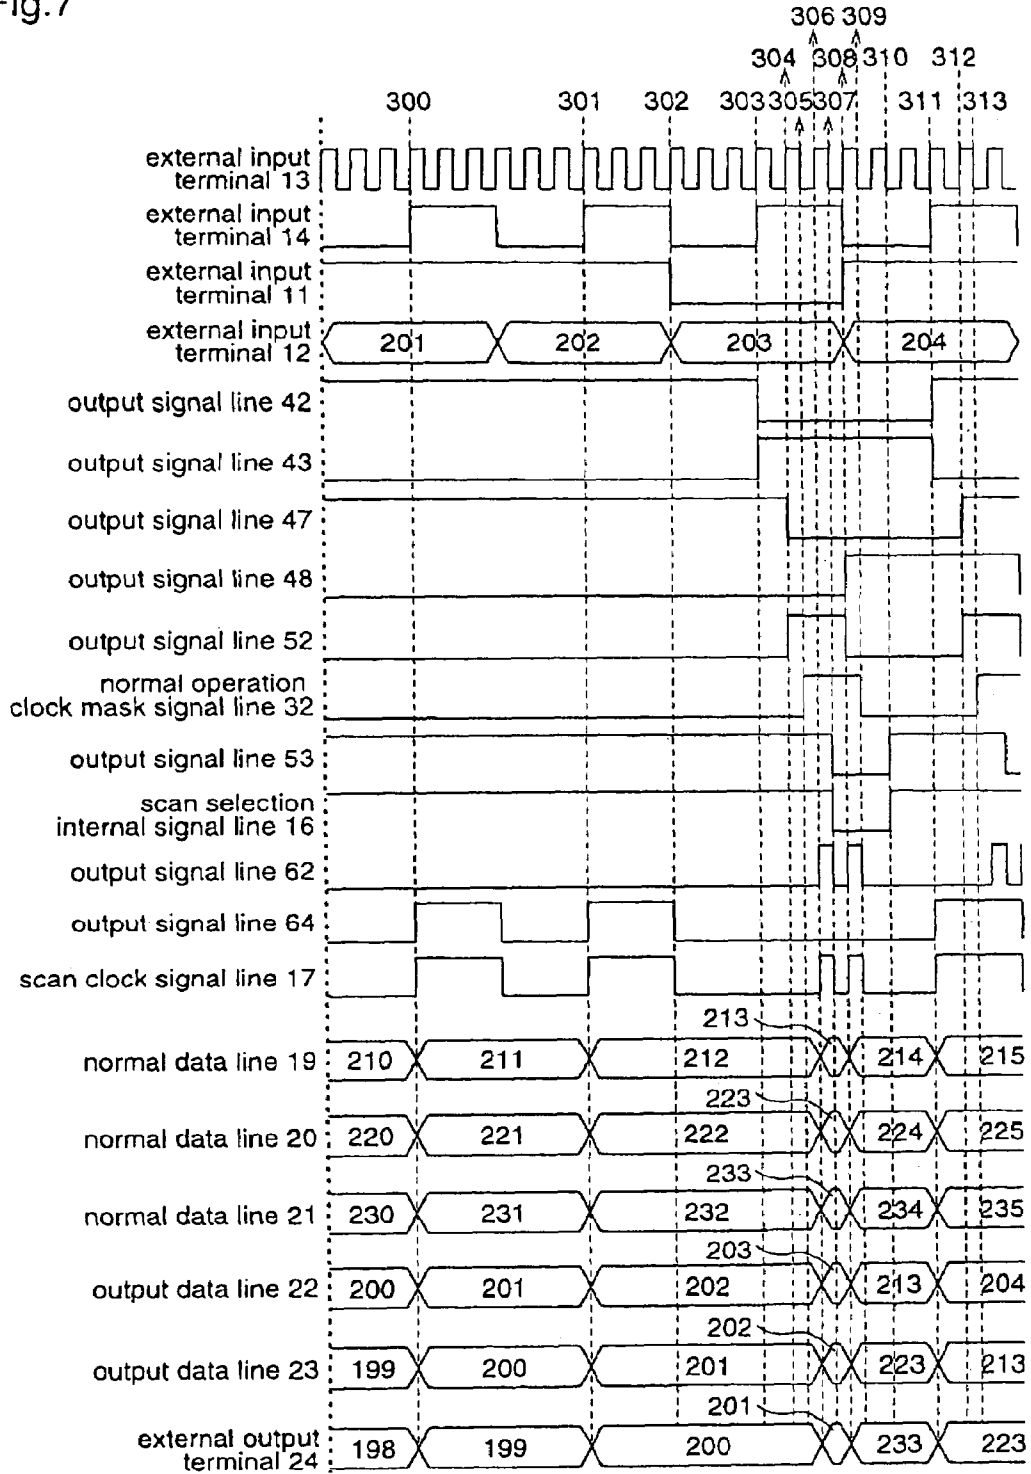 Fig.7
306 309
304 308 310 312
300 301 302 303 305 307 311 313
external input
terminal 13
external input
terminal 14
external input
terminal 11
external input
terminal 12
201 202 203 204
output signal line 42
output signal line 43
output signal line 47
output signal line 48
output signal line 52
normal operation
clock mask signal line 32
output signal line 53
scan selection
internal signal line 16
output signal line 62
output signal line 64
scan clock signal line 17
213
normal data line 19 210 211 212 214 215
223
normal data line 20 220 221 222 224 225
233
normal data line 21 230 231 232 234 235
203
output data line 22 200 201 202 213 204
202
output data line 23 199 200 201 223 213
201
external output
terminal 24
198 199 200 233 223